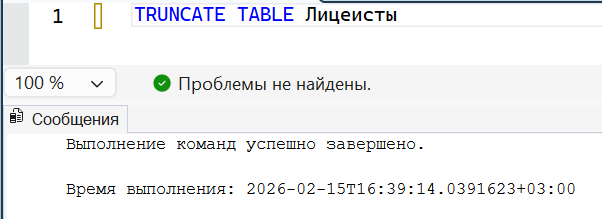 1 TRUNCATE TABLE Лицеисты
100 % Проблемы не найдены.
Сообщения
Выполнение команд успешно завершено.
Время выполнения: 2026-02-15T16:39:14.0391623+03:00